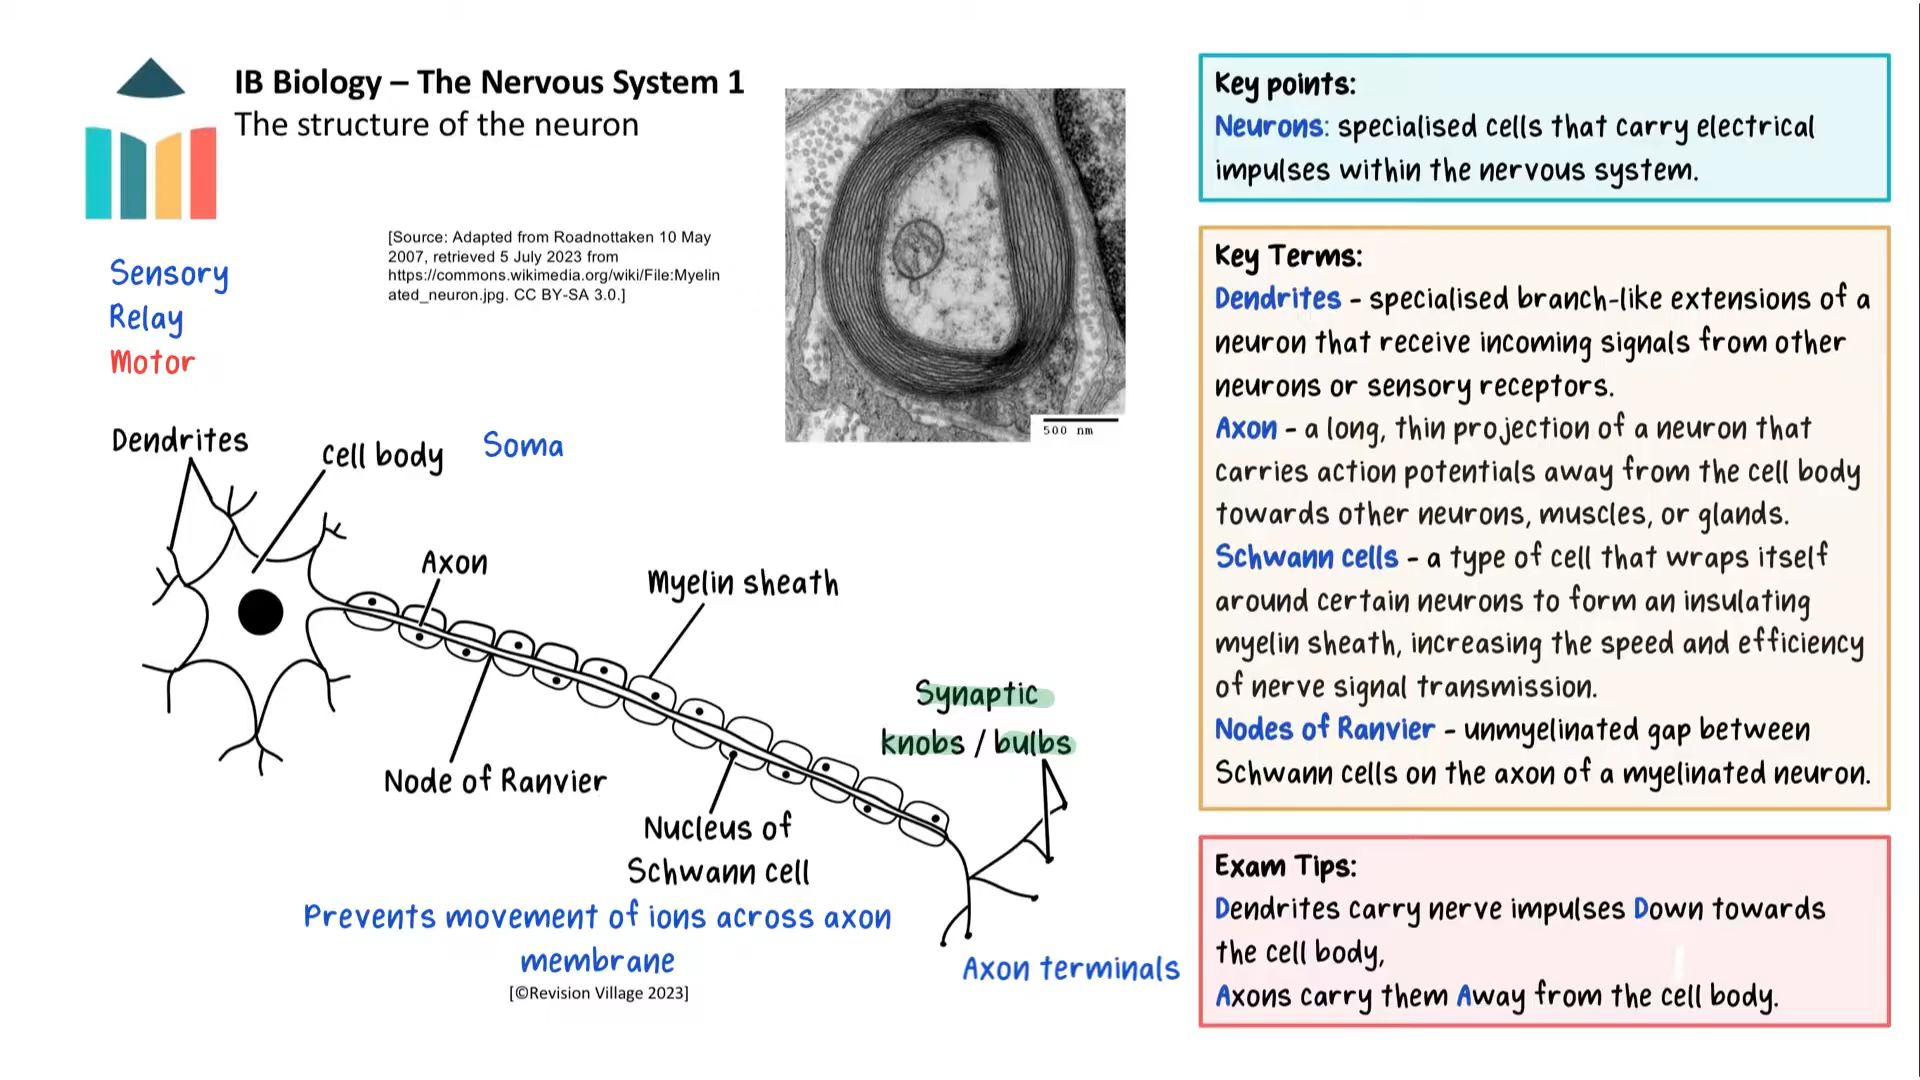 IB Biology – The Nervous System 1
The structure of the neuron
[Source: Adapted from Roadnottaken 10 May
2007, retrieved 5 July 2023 from
https://commons.wikimedia.org/wiki/File:Myelin
ated_neuron.jpg. CC BY-SA 3.0.]
500 nm
Sensory
Relay
Motor
Dendrites
cell body
Soma
Axon
Myelin sheath
Synaptic
knobs / bulbs
Node of Ranvier
Nucleus of
Schwann cell
Prevents movement of ions across axon
membrane
Axon terminals
[©Revision Village 2023]
Key points:
Neurons: specialised cells that carry electrical
impulses within the nervous system.
Key Terms:
Dendrites - specialised branch-like extensions of a
neuron that receive incoming signals from other
neurons or sensory receptors.
Axon - a long, thin projection of a neuron that
carries action potentials away from the cell body
towards other neurons, muscles, or glands.
Schwann cells - a type of cell that wraps itself
around certain neurons to form an insulating
myelin sheath, increasing the speed and efficiency
of nerve signal transmission.
Nodes of Ranvier - unmyelinated gap between
Schwann cells on the axon of a myelinated neuron.
Exam Tips:
Dendrites carry nerve impulses Down towards
the cell body,
Axons carry them Away from the cell body.